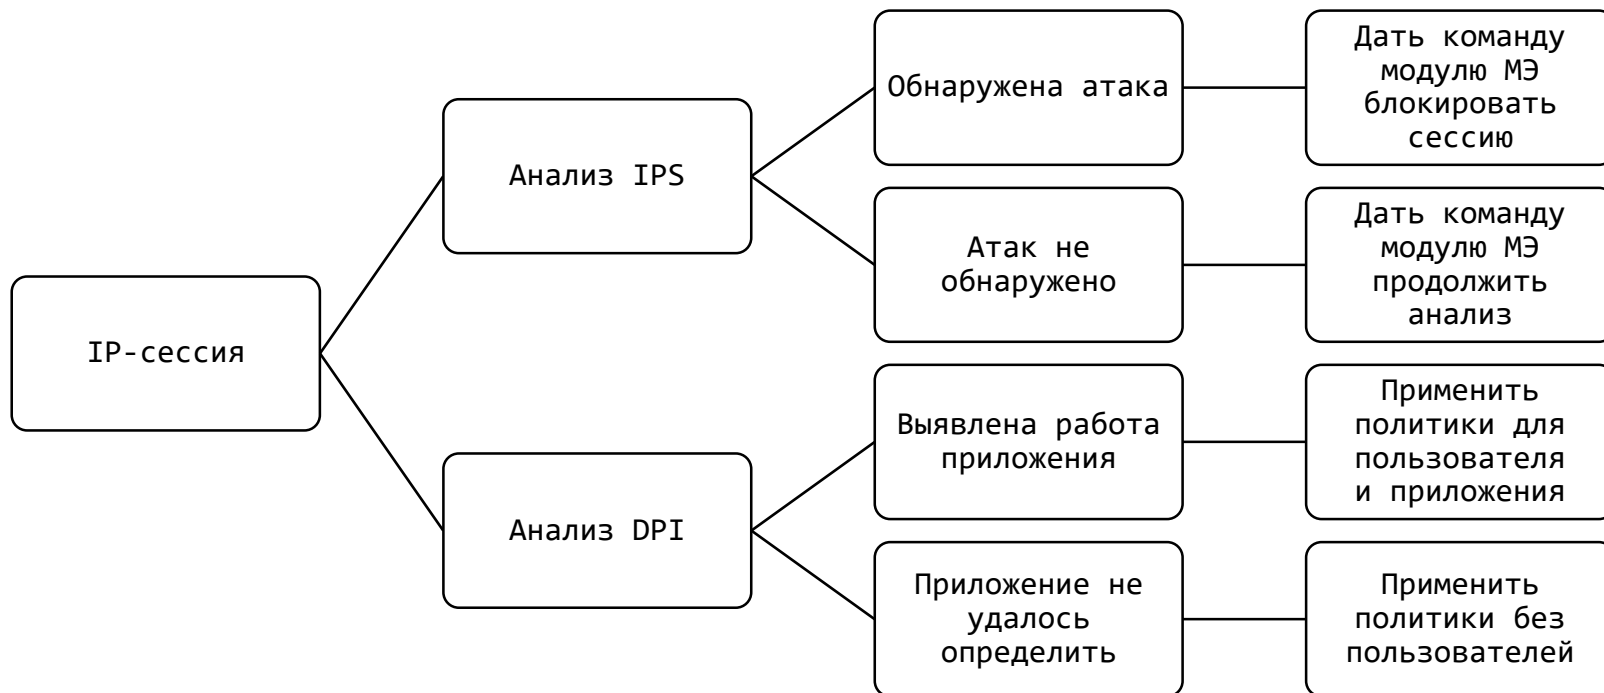 IP-сессия
Анализ IPS
Обнаружена атака
Дать команду
модулю МЭ
блокировать
сессию
Атак не
обнаружено
Дать команду
модулю МЭ
продолжить
анализ
Анализ DPI
Выявлена работа
приложения
Применить
политики для
пользователя
и приложения
Приложение не
удалось
определить
Применить
политики без
пользователей